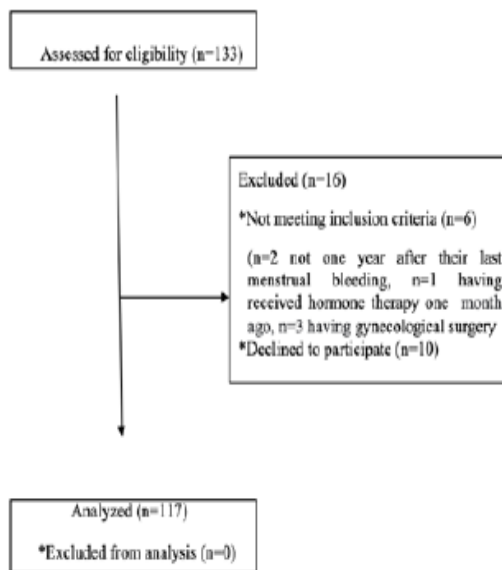 Assessed for eligibility (n=133)
Excluded (n=16)
*Not meeting inclusion criteria (n=6)
(n=2 not one year after their last
menstrual bleeding, n=1 having
received hormone therapy one month
ago, n=3 having gynecological surgery
*Declined to participate (n=10)
Analyzed (n=117)
*Excluded from analysis (n=0)